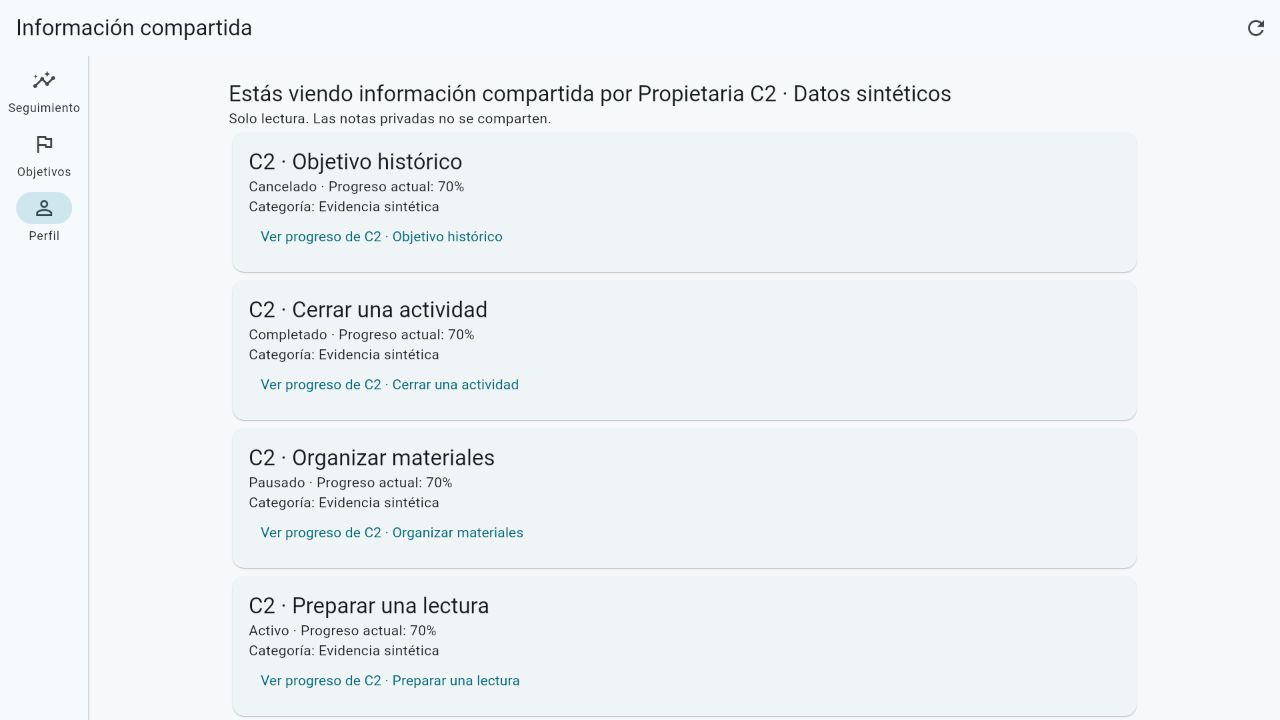 Información compartida
Seguimiento
Objetivos
Perfil
Estás viendo información compartida por Propietaria C2 · Datos sintéticos
Solo lectura. Las notas privadas no se comparten.
C2 · Objetivo histórico
Cancelado · Progreso actual: 70%
Categoría: Evidencia sintética
Ver progreso de C2 · Objetivo histórico
C2 · Cerrar una actividad
Completado · Progreso actual: 70%
Categoría: Evidencia sintética
Ver progreso de C2 · Cerrar una actividad
C2 · Organizar materiales
Pausado · Progreso actual: 70%
Categoría: Evidencia sintética
Ver progreso de C2 · Organizar materiales
C2 · Preparar una lectura
Activo · Progreso actual: 70%
Categoría: Evidencia sintética
Ver progreso de C2 · Preparar una lectura